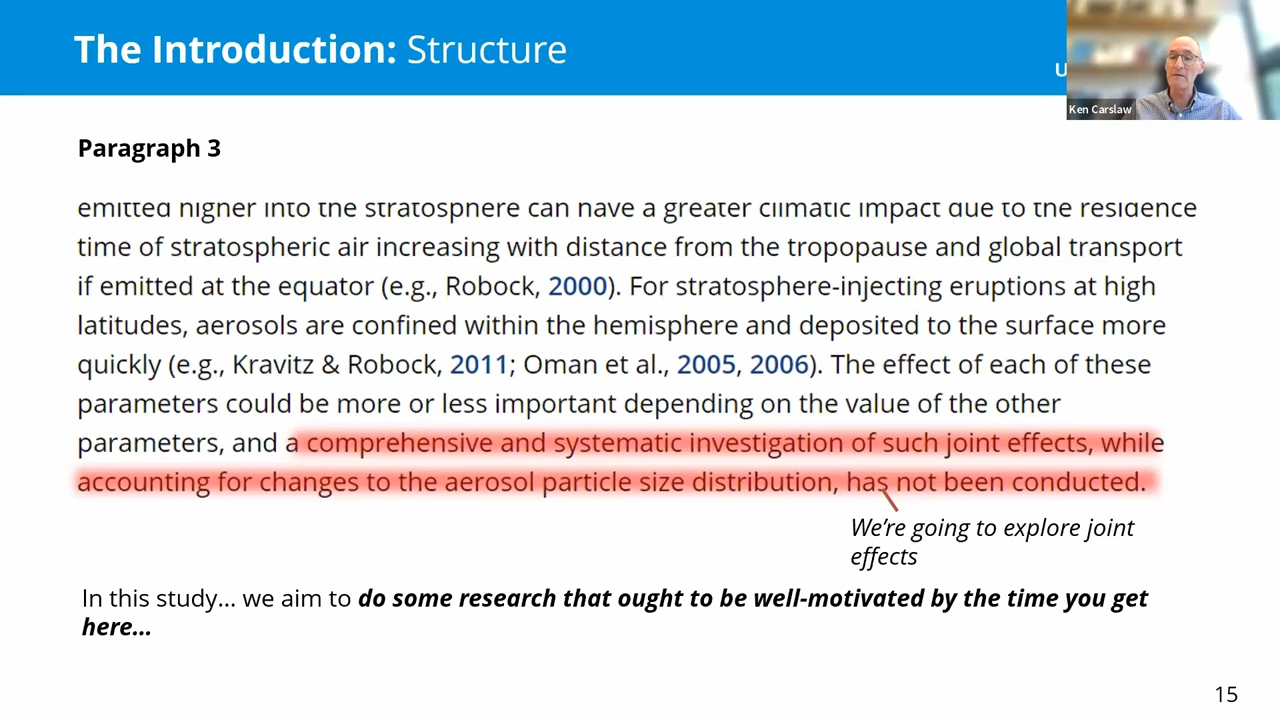 The Introduction: Structure
U
Ken Carslaw
Paragraph 3
emitted higher into the stratosphere can have a greater climatic impact due to the residence
time of stratospheric air increasing with distance from the tropopause and global transport
if emitted at the equator (e.g., Robock, 2000). For stratosphere-injecting eruptions at high
latitudes, aerosols are confined within the hemisphere and deposited to the surface more
quickly (e.g., Kravitz & Robock, 2011; Oman et al., 2005, 2006). The effect of each of these
parameters could be more or less important depending on the value of the other
parameters, and a comprehensive and systematic investigation of such joint effects, while
accounting for changes to the aerosol particle size distribution, has not been conducted.
We’re going to explore joint
effects
In this study... we aim to do some research that ought to be well-motivated by the time you get
here...
15